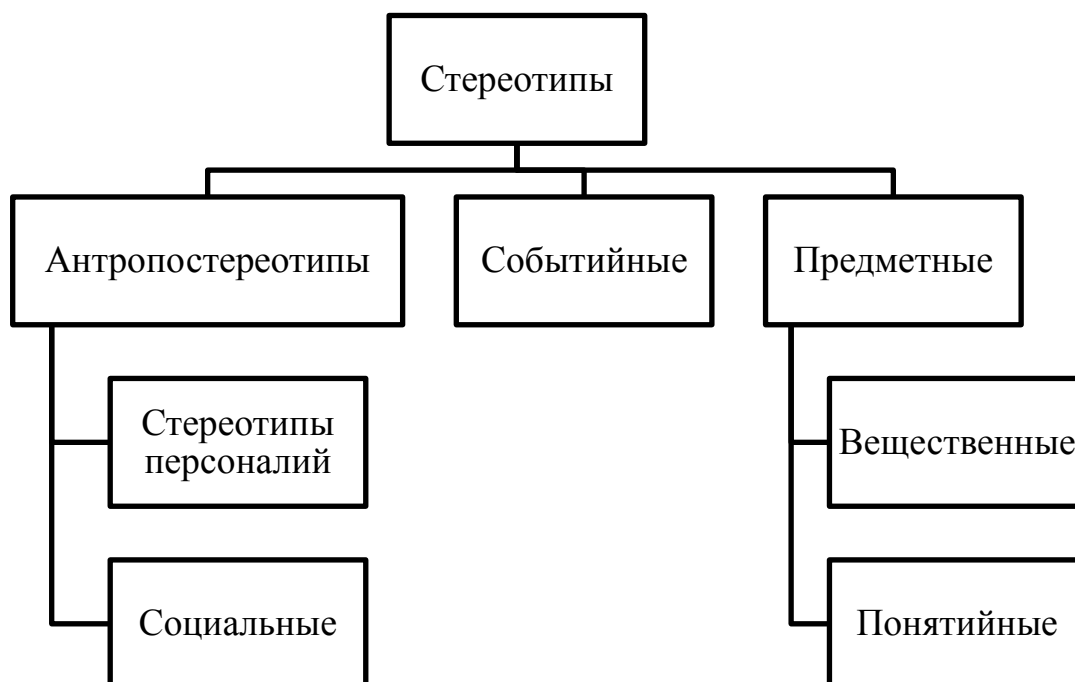 Стереотипы
Антропостереотипы
Событийные
Предметные
Стереотипы
персоналий
Вещественные
Социальные
Понятийные